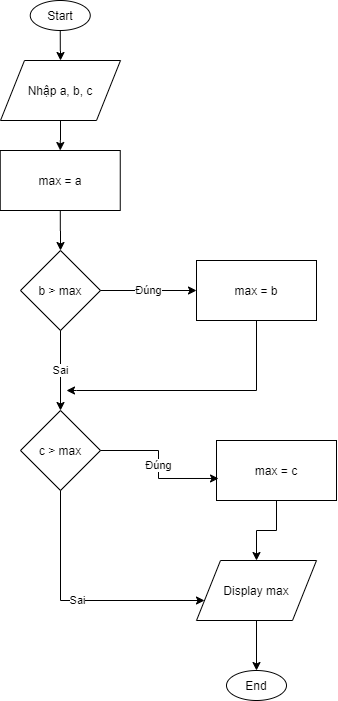 Start
Nhập a, b, c
max = a
b > max
Đúng
max = b
Sai
c > max
Đúng
max = c
Sai
Display max
End